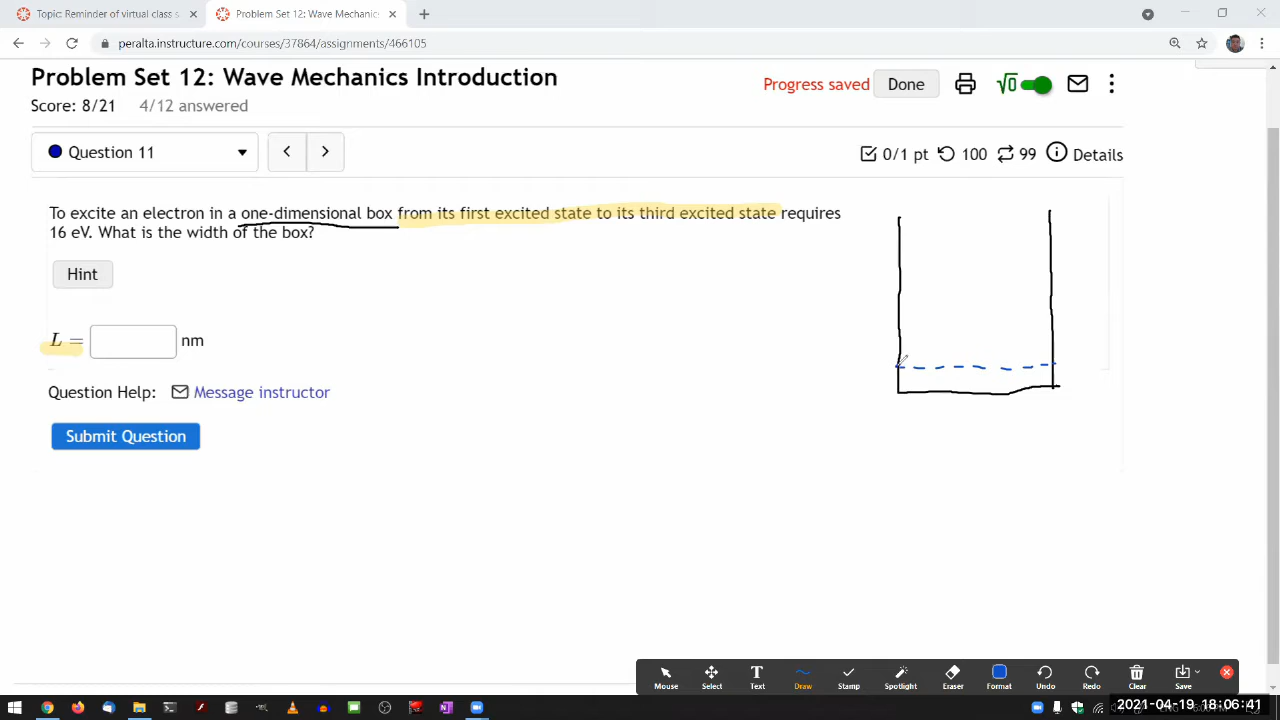 Topic: Reminder of virtual class s
Problem Set 12: Wave Mechanics
peralta.instructure.com/courses/37864/assignments/466105
Problem Set 12: Wave Mechanics Introduction
Progress saved
Done
√0
Score: 8/21
4/12 answered
Question 11
0/1 pt
100
99
Details
To excite an electron in a one-dimensional box from its first excited state to its third excited state requires
16 eV. What is the width of the box?
Hint
L =
nm
Question Help:
Message instructor
Submit Question
Mouse
Select
Text
Draw
Stamp
Spotlight
Eraser
Format
Undo
Redo
Clear
Save
2021-04-19 18:06:41